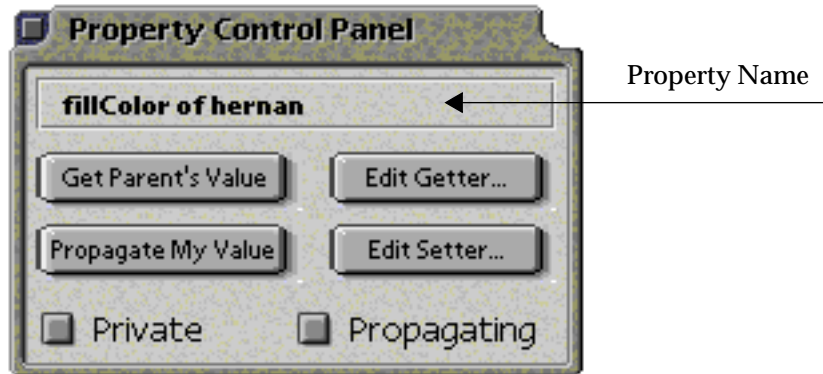 Property Control Panel
Property Name
fillColor of hernan
Get Parent's Value Edit Getter...
Propagate My Value Edit Setter...
Private Propagating